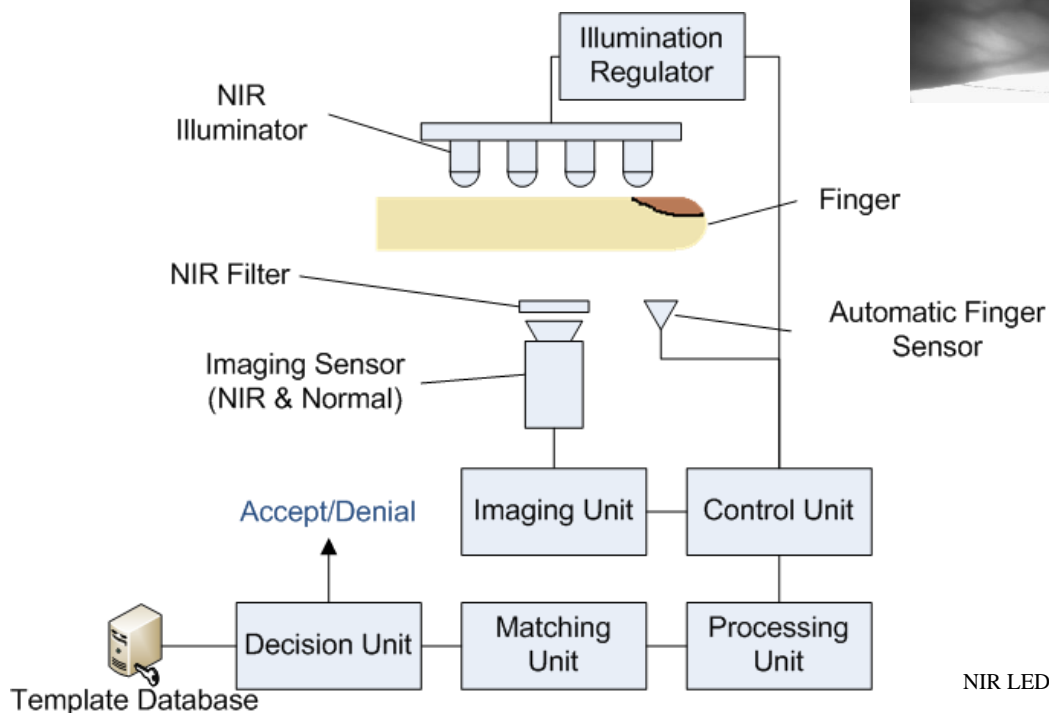 Illumination
Regulator
NIR
Illuminator
Finger
NIR Filter
Automatic Finger
Sensor
Imaging Sensor
(NIR & Normal)
Accept/Denial
Imaging Unit
Control Unit
Decision Unit
Matching
Unit
Processing
Unit
Template Database
NIR LED